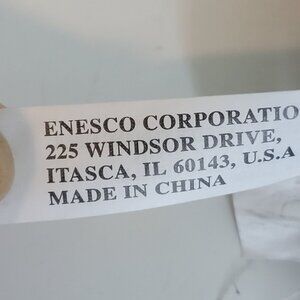 ENESCO CORPORATIO
225 WINDSOR DRIVE,
ITASCA, IL 60143, U.S.A
MADE IN CHINA